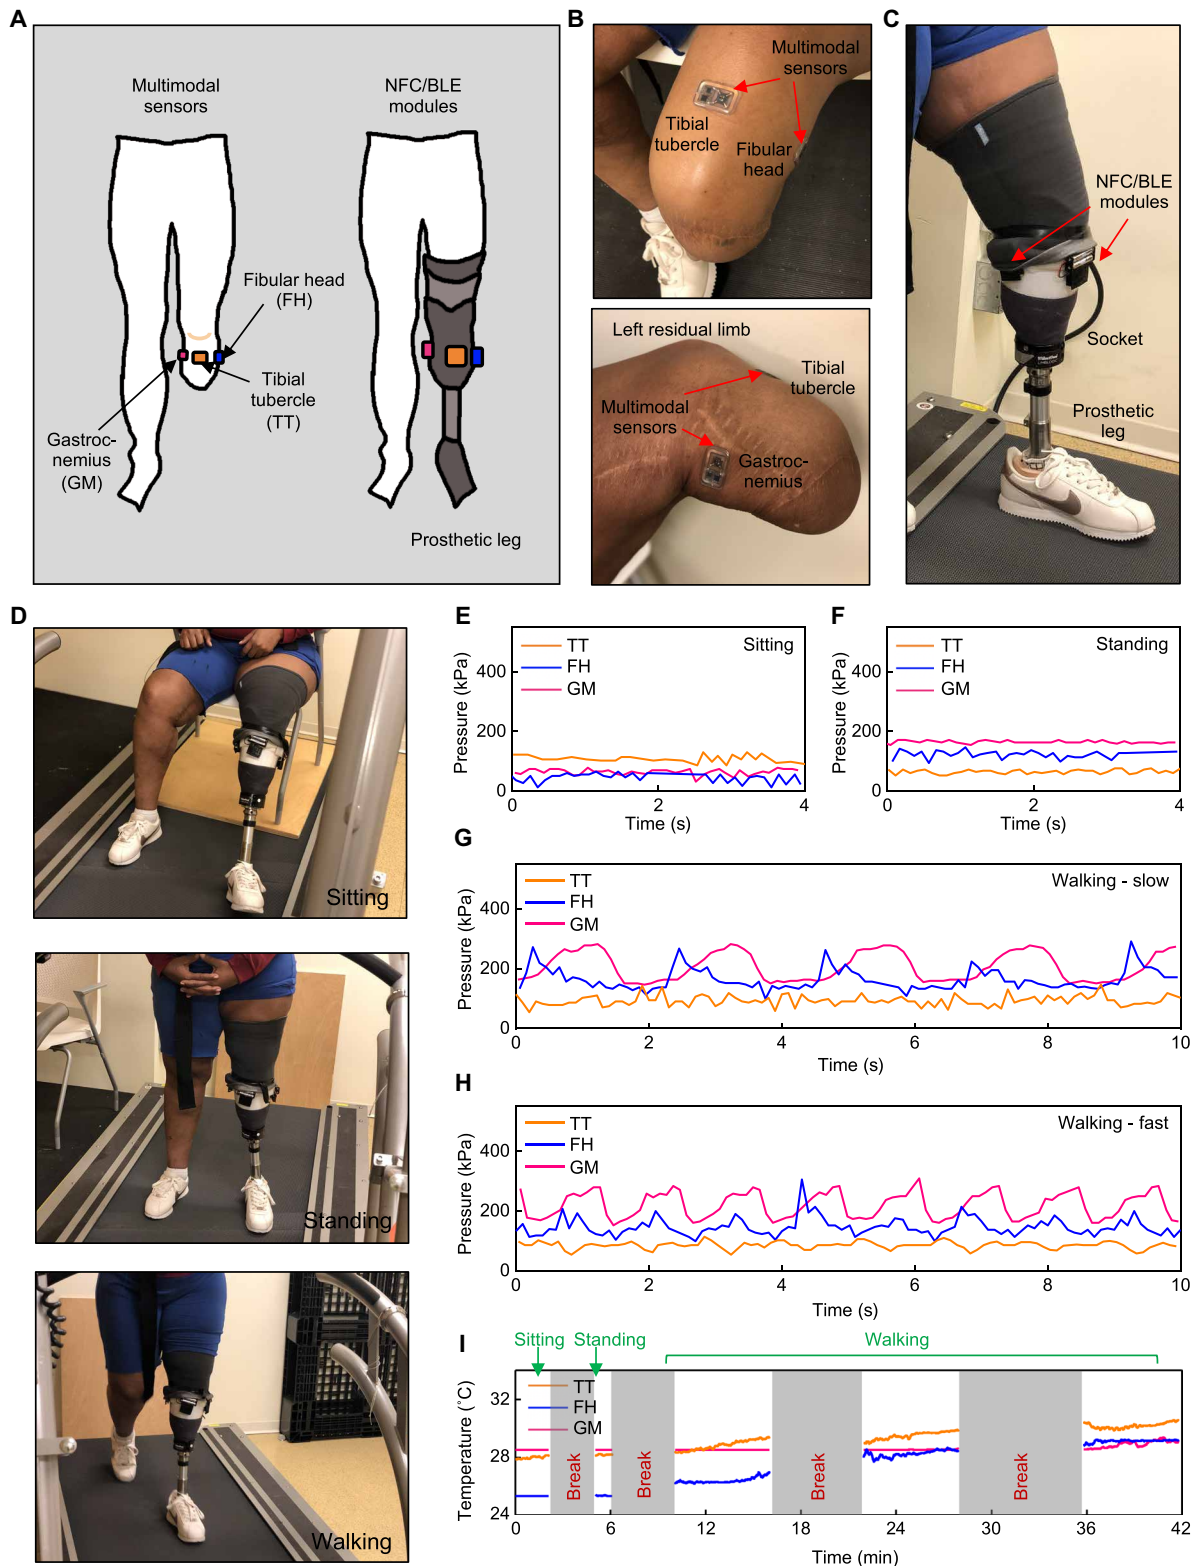 A
Multimodal
sensors
NFC/BLE
modules
Fibular head
(FH)
Tibial
tubercle
(TT)
Gastroc-
nemius
(GM)
Prosthetic leg
B
Multimodal
sensors
Tibial
tubercle
Fibular
head
Left residual limb
Tibial
tubercle
Multimodal
sensors
Gastroc-
nemius
C
NFC/BLE
modules
Socket
Prosthetic
leg
D
Sitting
Standing
Walking
E
TT
FH
GM
Sitting
Pressure (kPa)
400
200
0
0 2 4
Time (s)
F
TT
FH
GM
Standing
Pressure (kPa)
400
200
0
0 2 4
Time (s)
G
TT
FH
GM
Walking - slow
Pressure (kPa)
400
200
0
0 2 4 6 8 10
Time (s)
H
TT
FH
GM
Walking - fast
Pressure (kPa)
400
200
0
0 2 4 6 8 10
Time (s)
I
Sitting Standing Walking
TT
FH
GM
Temperature (°C)
32
28
24
Break Break Break Break
0 6 12 18 24 30 36 42
Time (min)